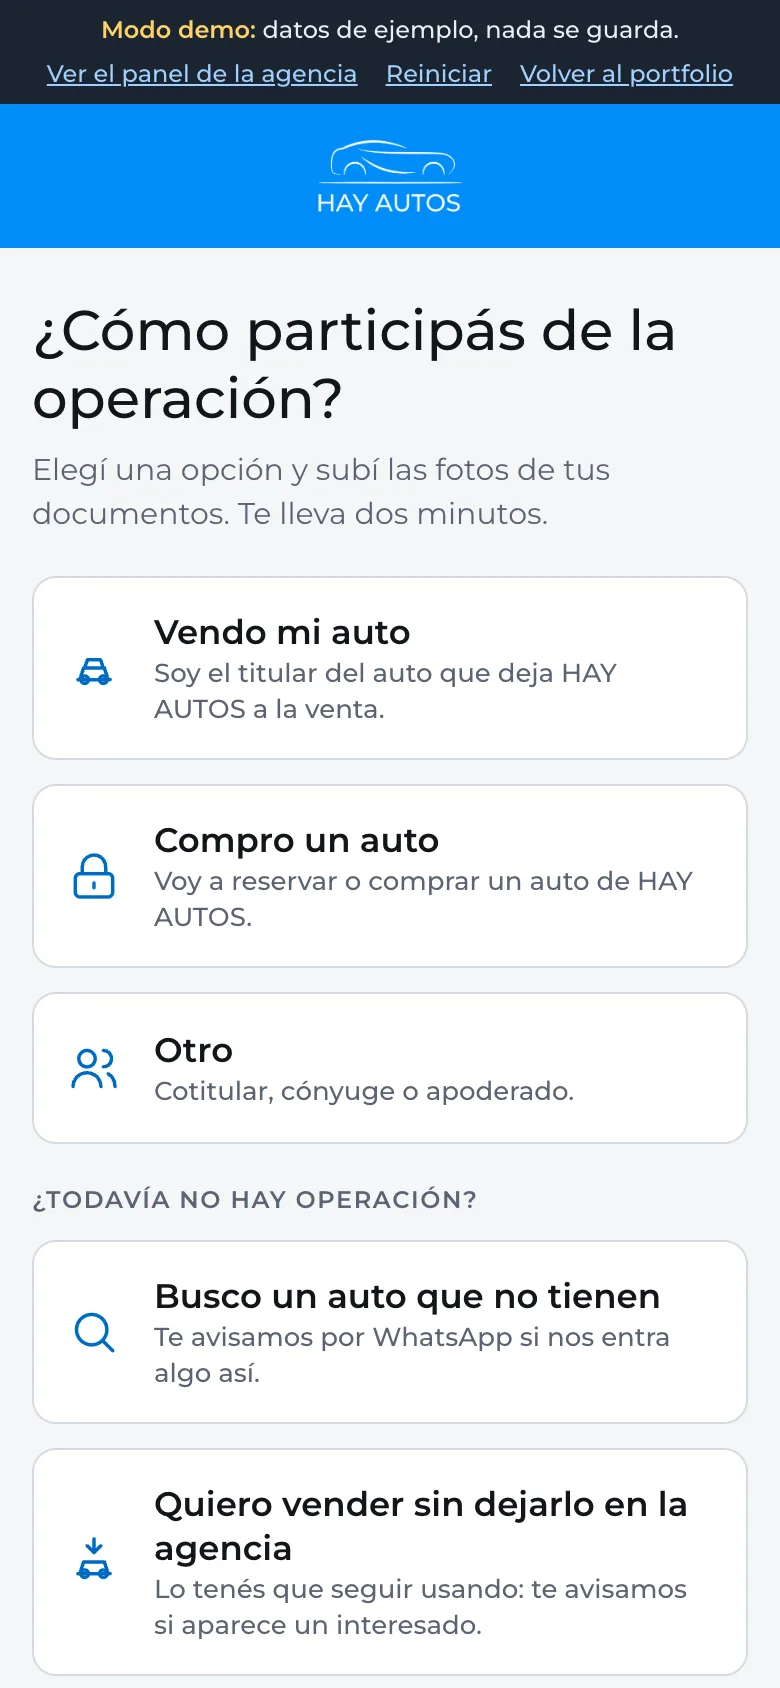 Modo demo: datos de ejemplo, nada se guarda.
Ver el panel de la agencia Reiniciar Volver al portfolio
HAY AUTOS
¿Cómo participás de la
operación?
Elegí una opción y subí las fotos de tus
documentos. Te lleva dos minutos.
Vendo mi auto
Soy el titular del auto que deja HAY
AUTOS a la venta.
Compro un auto
Voy a reservar o comprar un auto de HAY
AUTOS.
Otro
Cotitular, cónyuge o apoderado.
¿TODAVÍA NO HAY OPERACIÓN?
Busco un auto que no tienen
Te avisamos por WhatsApp si nos entra
algo así.
Quiero vender sin dejarlo en la
agencia
Lo tenés que seguir usando: te avisamos
si aparece un interesado.